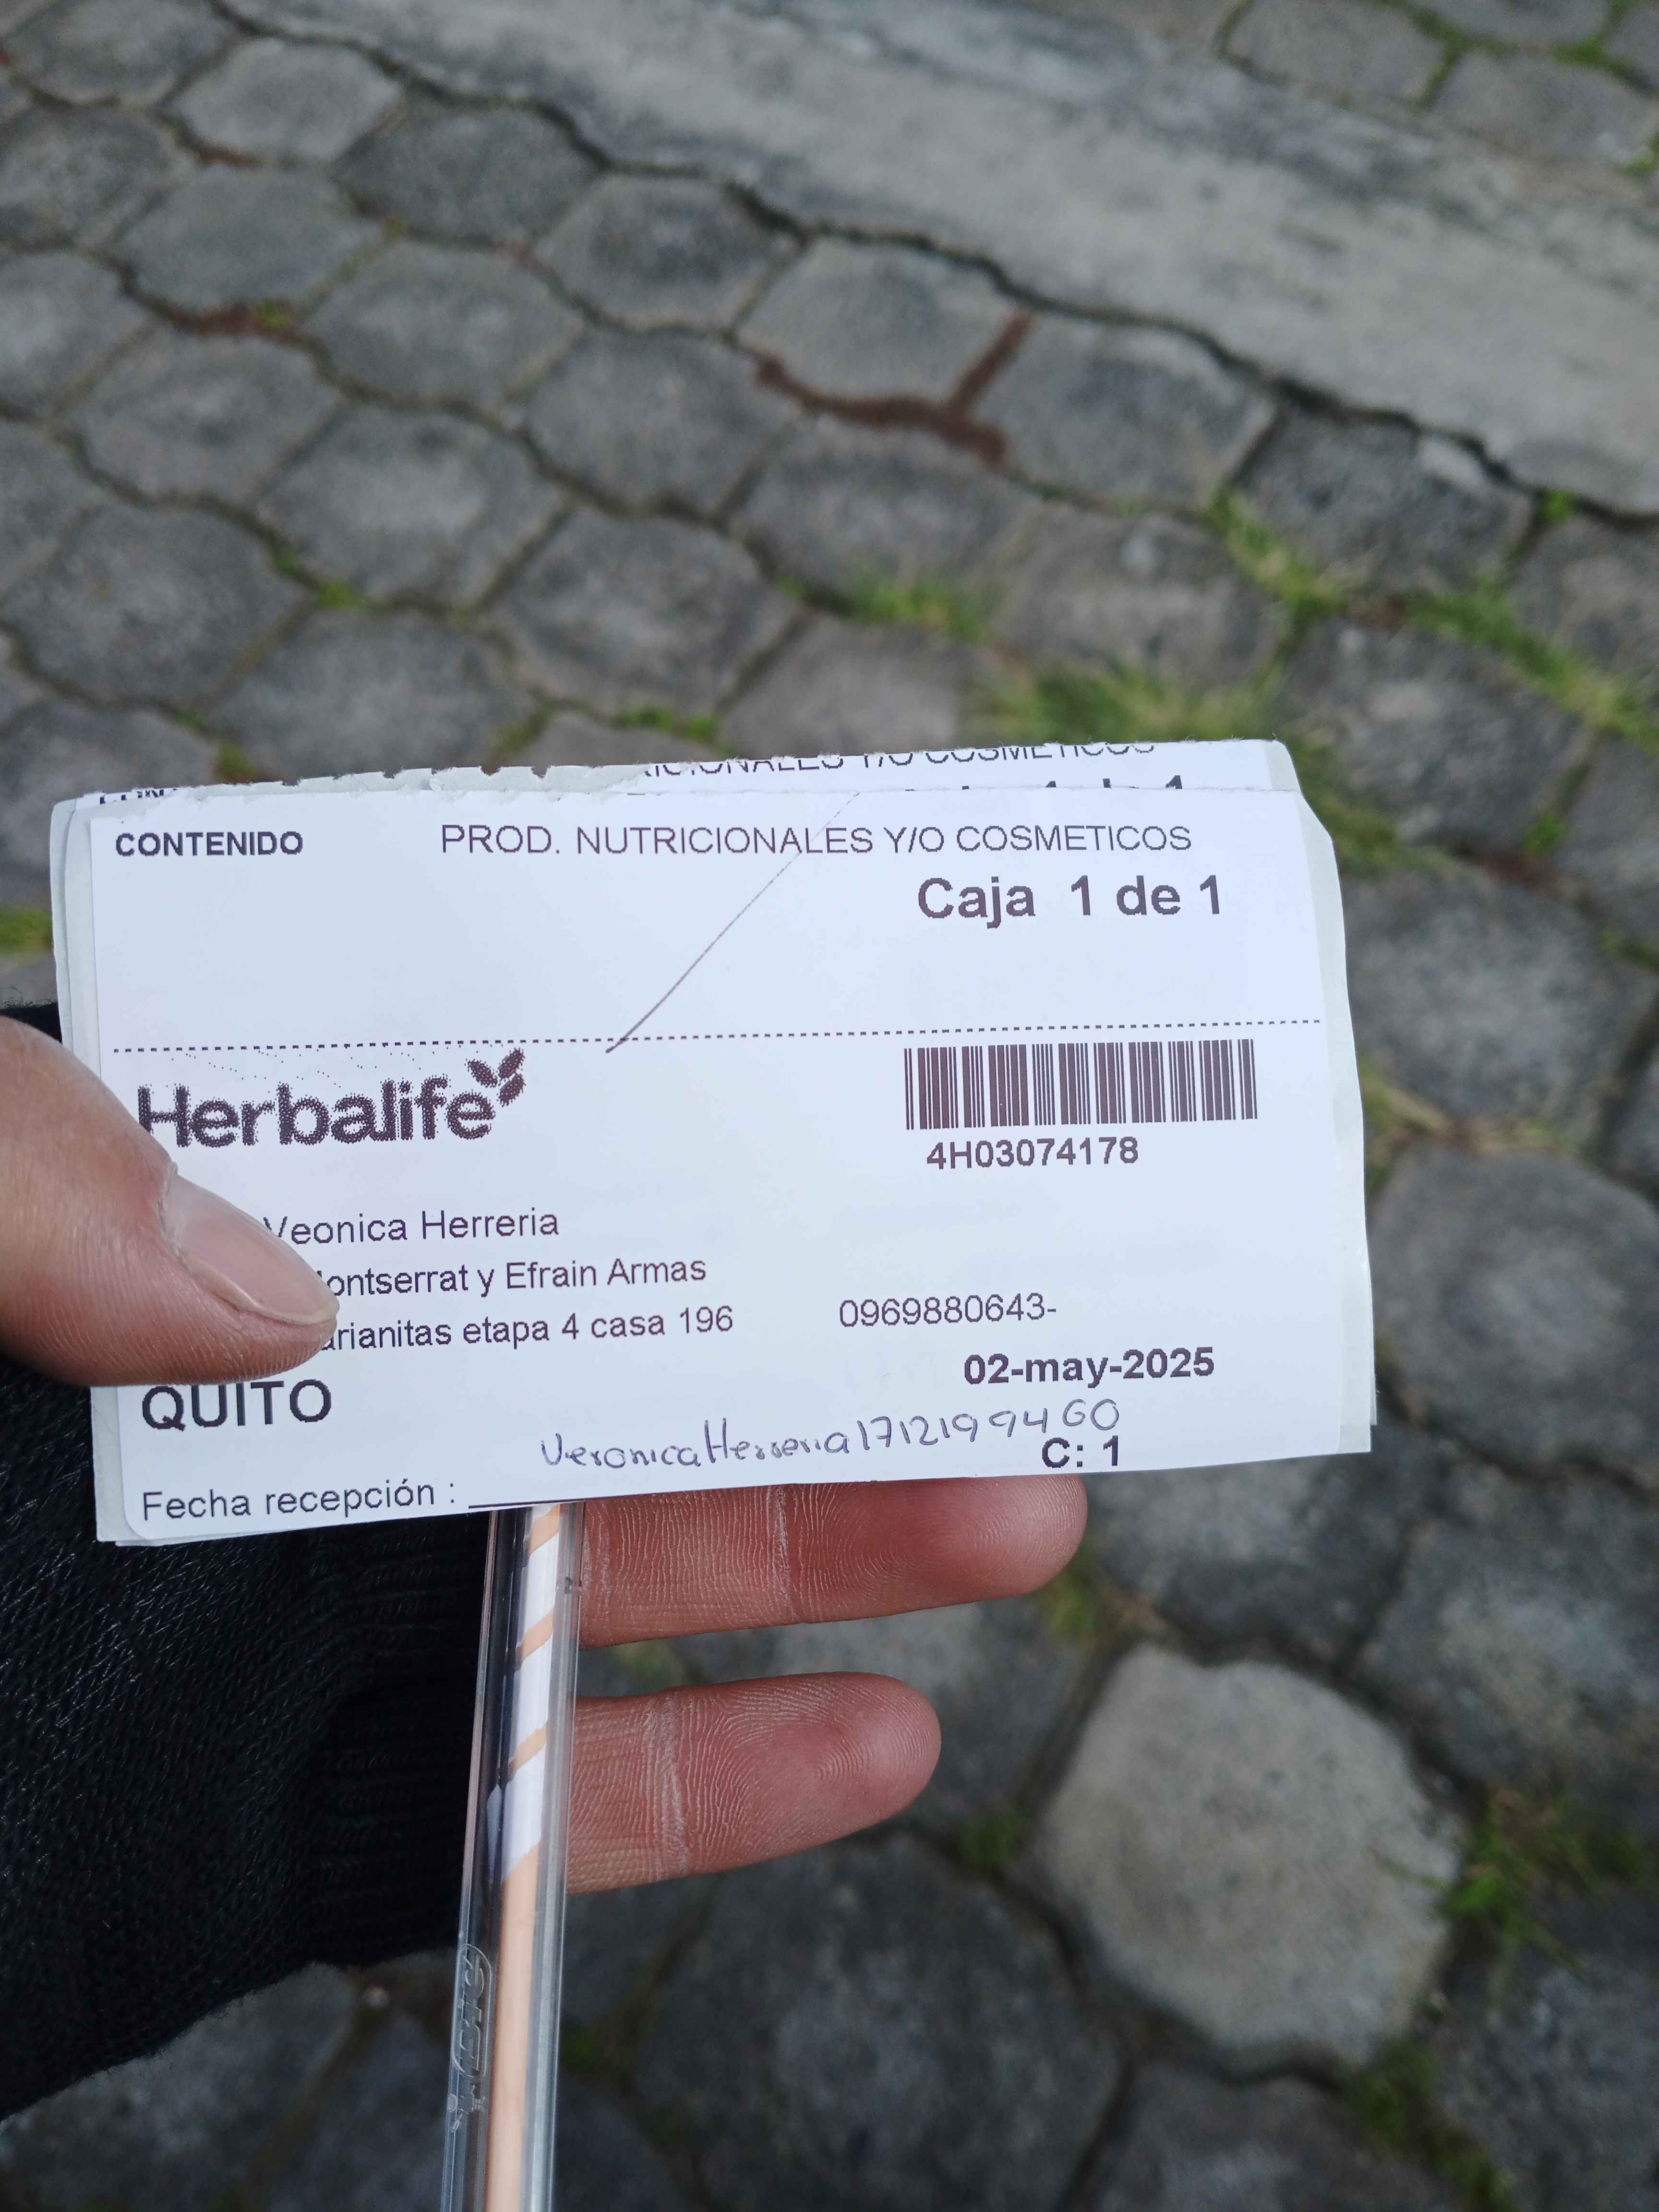 CONTENIDO PROD. NUTRICIONALES Y/O COSMETICOS
Caja 1 de 1
Herbalife
4H03074178
Veonica Herreria
ontserrat y Efrain Armas
arianitas etapa 4 casa 196 0969880643-
02-may-2025
QUITO
Veronica Herreria 1712199460
C: 1
Fecha recepción :